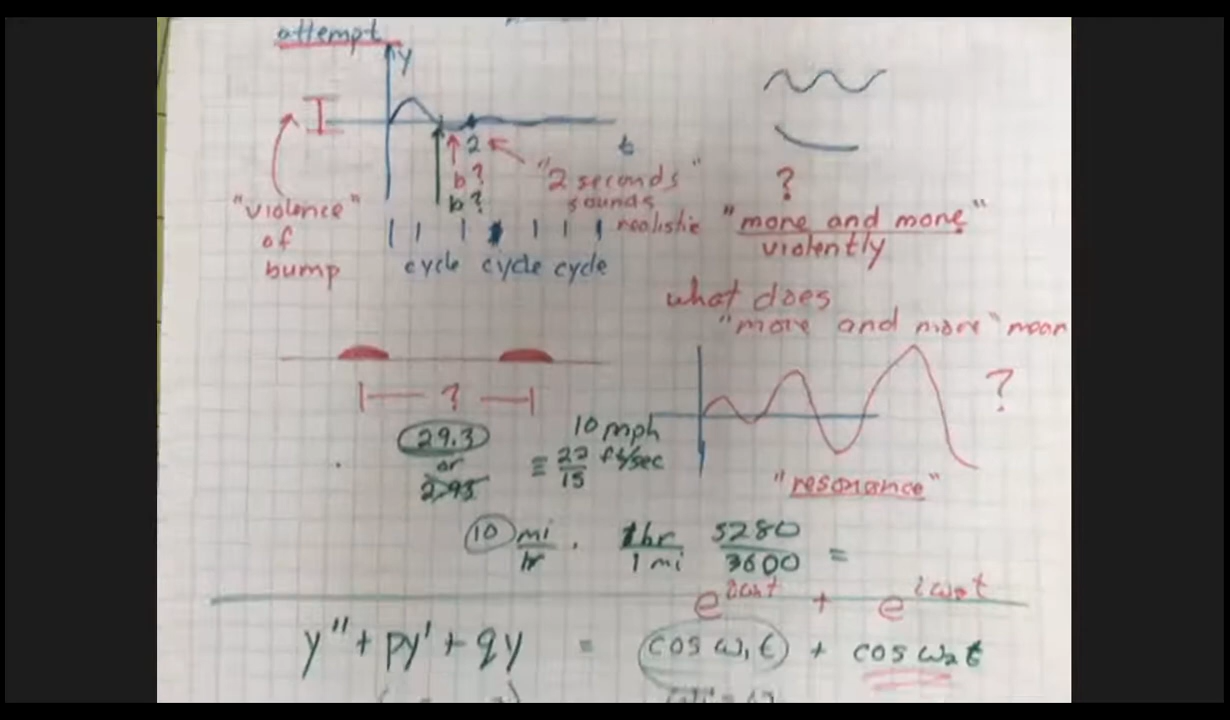 attempt
y
2
t
b?
b?
"2 seconds"
sounds
realistic
"violence"
of
bump
cycle cycle cycle
?
"more and more"
violently
what does
"more and more" mean
?
?
29.3
or
2.93
10 mph
≡ 22/15 ft/sec
"resonance"
10 mi/hr · 1hr/1mi 5280/3600 =
+ e^{iω₂t}
y" + py' + qy = cos ω₁t + cos ω₂t